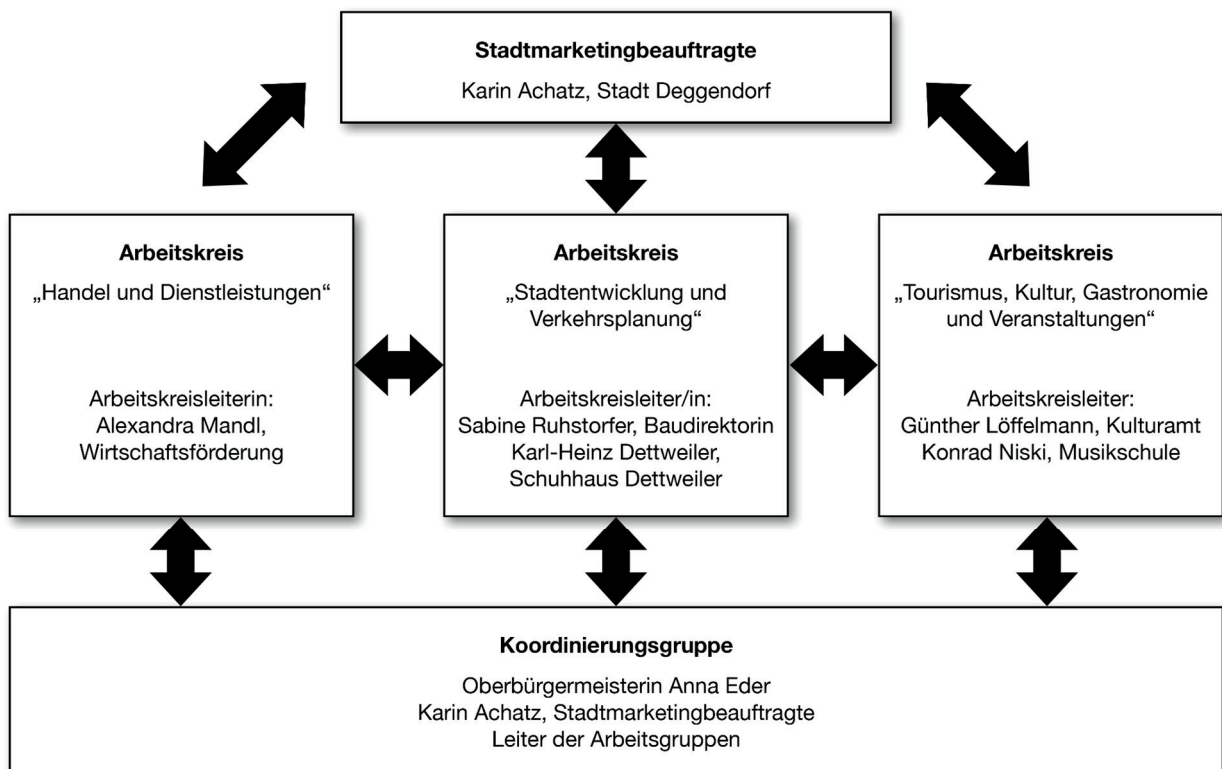 Stadtmarketingbeauftragte
Karin Achatz, Stadt Deggendorf
Arbeitskreis
„Handel und Dienstleistungen“
Arbeitskreisleiterin:
Alexandra Mandl,
Wirtschaftsförderung
Arbeitskreis
„Stadtentwicklung und
Verkehrsplanung“
Arbeitskreisleiter/in:
Sabine Ruhstorfer, Baudirektorin
Karl-Heinz Dettweiler,
Schuhhaus Dettweiler
Arbeitskreis
„Tourismus, Kultur, Gastronomie
und Veranstaltungen“
Arbeitskreisleiter:
Günther Löffelmann, Kulturamt
Konrad Niski, Musikschule
Koordinierungsgruppe
Oberbürgermeisterin Anna Eder
Karin Achatz, Stadtmarketingbeauftragte
Leiter der Arbeitsgruppen